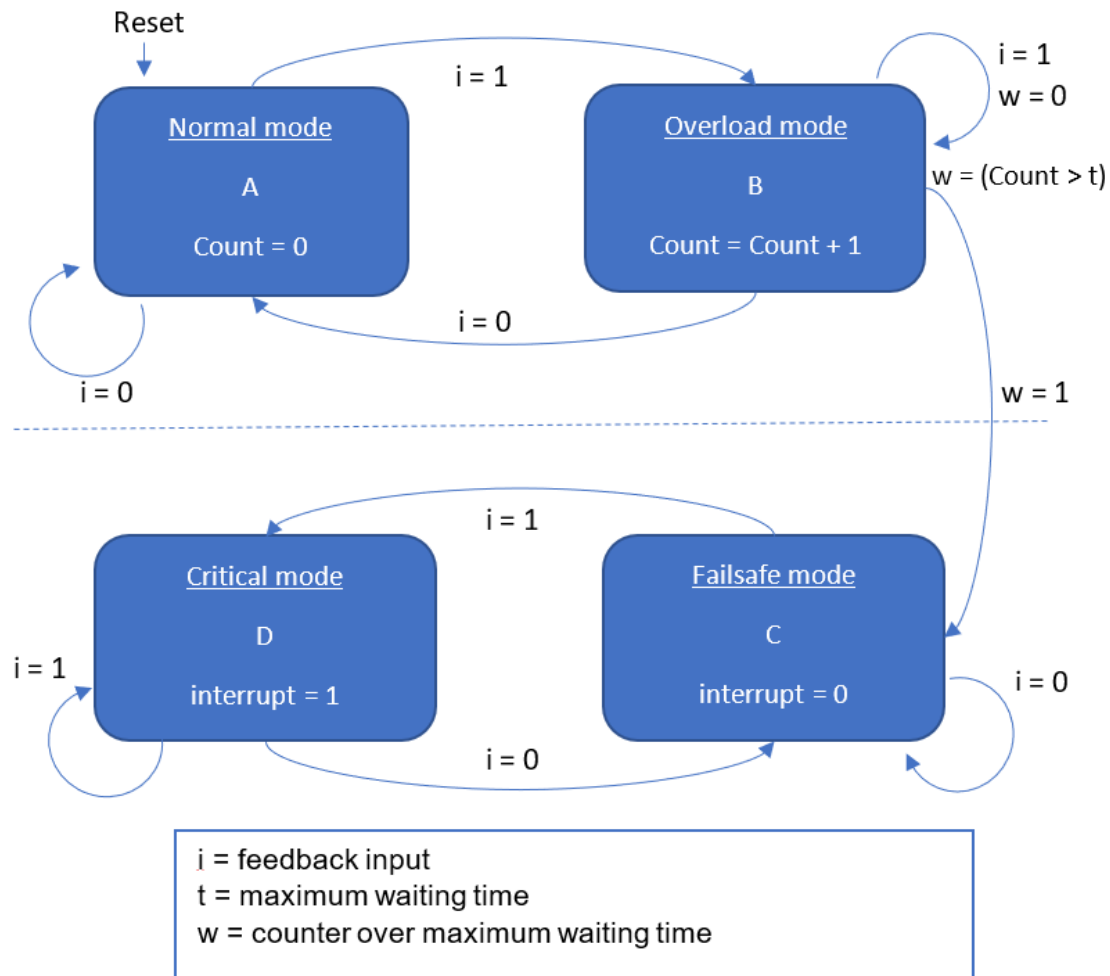 Reset
i = 1
i = 1
w = 0
Normal mode
A
Count = 0
Overload mode
B
Count = Count + 1
w = (Count > t)
i = 0
i = 0
w = 1
i = 1
Critical mode
D
interrupt = 1
Failsafe mode
C
interrupt = 0
i = 1
i = 0
i = 0
i = feedback input
t = maximum waiting time
w = counter over maximum waiting time